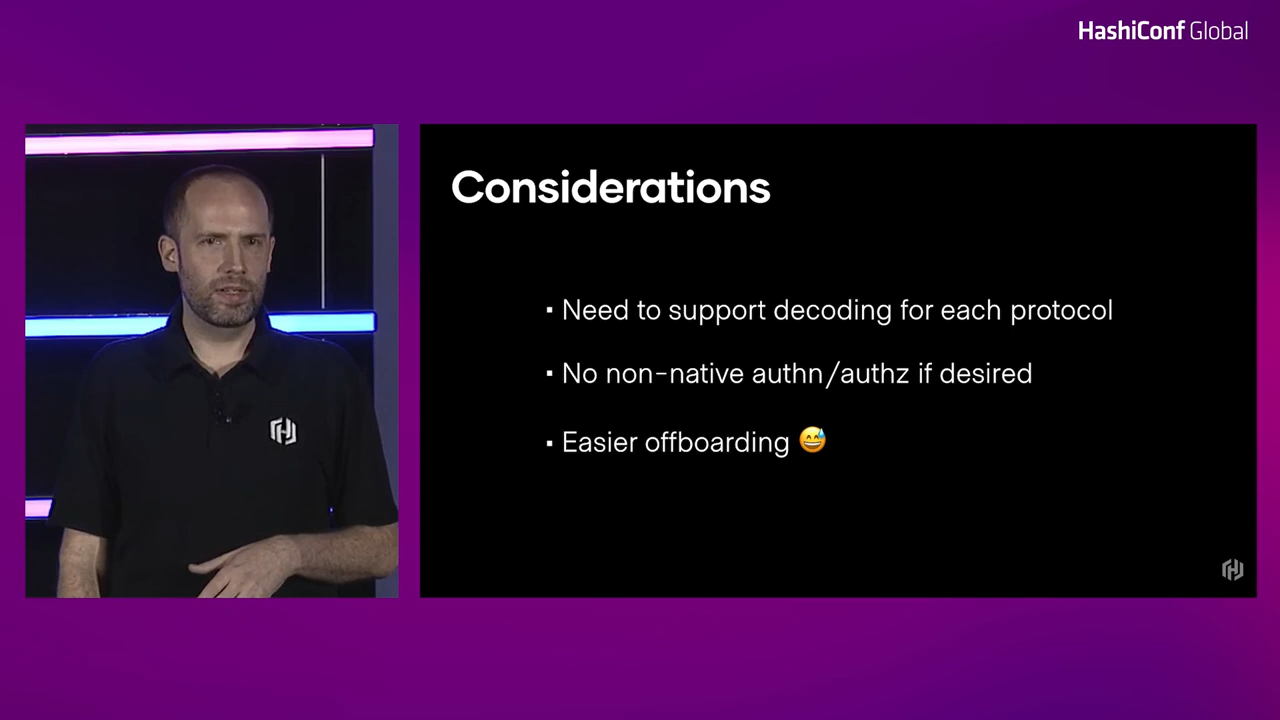 HashiConf Global
Considerations
▪ Need to support decoding for each protocol
▪ No non-native authn/authz if desired
▪ Easier offboarding 😅